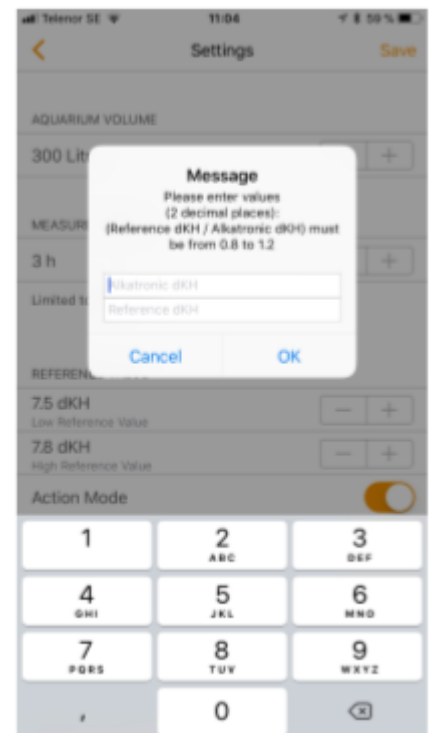 Telenor SE 11:04 59 %
Settings Save
AQUARIUM VOLUME
300 Lit
+
Message
Please enter values
(2 decimal places):
(Reference dKH / Alkatronic dKH) must
be from 0.8 to 1.2
MEASUR
3 h
+
Alkatronic dKH
Reference dKH
Limited to
Cancel OK
REFERENCE VALUE
7.5 dKH
Low Reference Value
− +
7.8 dKH
High Reference Value
− +
Action Mode
1 2 3
ABC DEF
4 5 6
GHI JKL MNO
7 8 9
PQRS TUV WXYZ
, 0